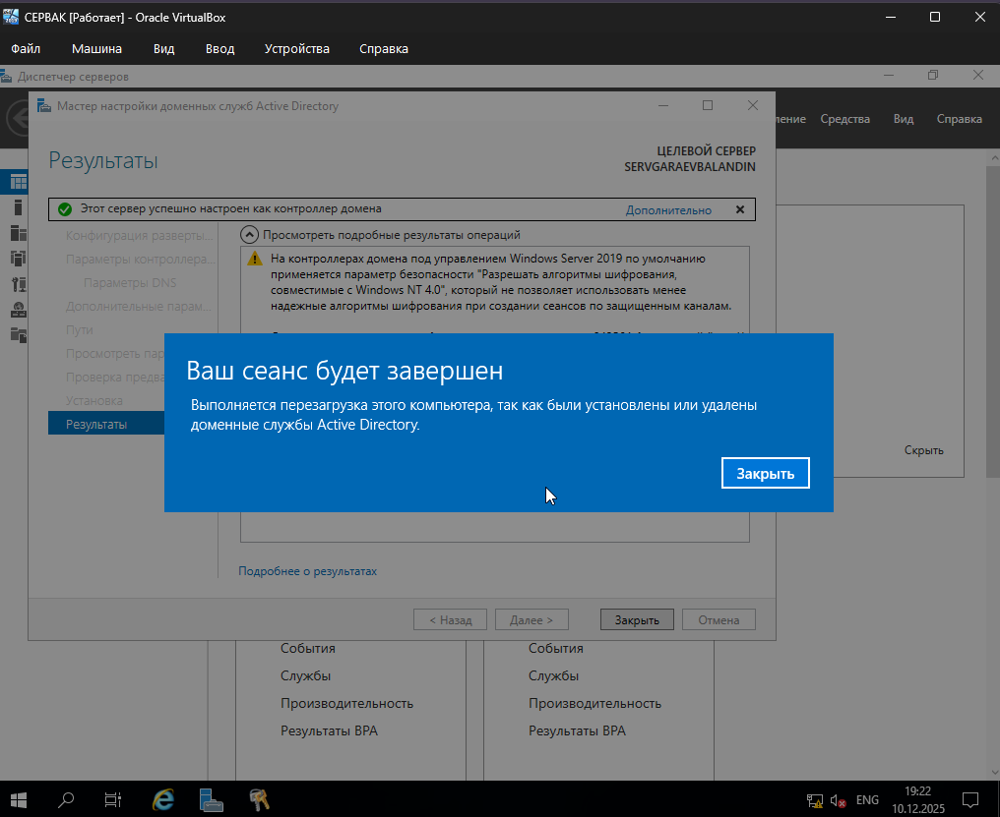 СЕРВАК [Работает] - Oracle VirtualBox
Файл Машина Вид Ввод Устройства Справка
Диспетчер серверов
Мастер настройки доменных служб Active Directory
ление Средства Вид Справка
Результаты
ЦЕЛЕВОЙ СЕРВЕР
SERVGARAEVBALANDIN
Этот сервер успешно настроен как контроллер домена Дополнительно
Конфигурация разверты...
Параметры контроллера...
Параметры DNS
Дополнительные парам...
Пути
Просмотреть пар
Проверка предва
Установка
Результаты
Просмотреть подробные результаты операций
На контроллерах домена под управлением Windows Server 2019 по умолчанию
применяется параметр безопасности "Разрешать алгоритмы шифрования,
совместимые с Windows NT 4.0", который не позволяет использовать менее
надежные алгоритмы шифрования при создании сеансов по защищенным каналам.
Ваш сеанс будет завершен
Выполняется перезагрузка этого компьютера, так как были установлены или удалены
доменные службы Active Directory.
Закрыть
Скрыть
Подробнее о результатах
< Назад Далее > Закрыть Отмена
События
Службы
Производительность
Результаты BPA
События
Службы
Производительность
Результаты BPA
ENG
19:22
10.12.2025